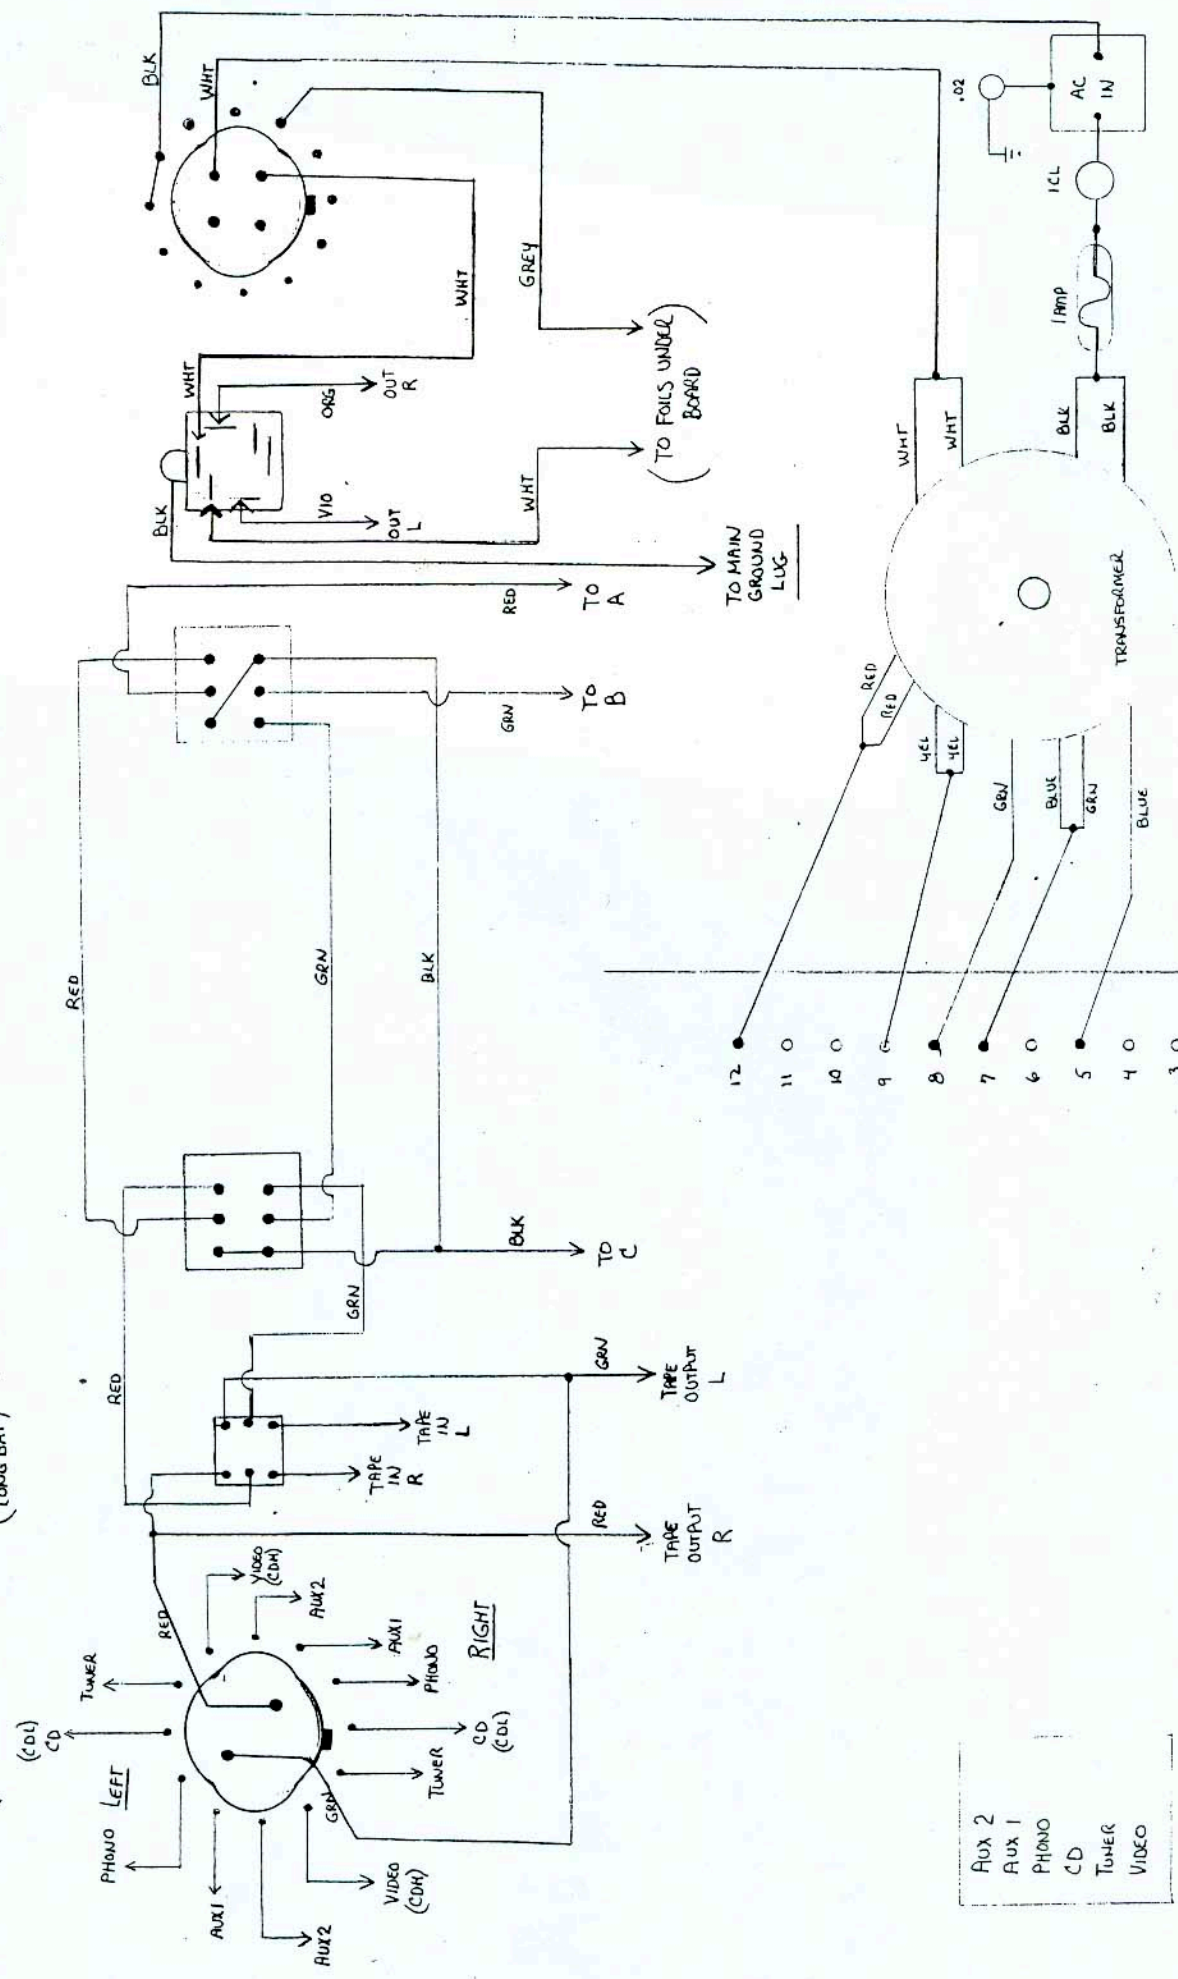 (LONG BAT)
(CDL)
CD
TUNER
PHONO
LEFT
AUX1
AUX2
VIDEO
(CDH)
GRN
TUNER
CD
(CDL)
PHONO
AUX1
AUX2
VIDEO
(CDH)
RIGHT
RED
RED
TAPE
OUTPUT
R
TAPE
IN
R
TAPE
IN
L
GRN
TAPE
OUTPUT
L
RED
GRN
BLK
TO
C
RED
GRN
BLK
GRN
TO
B
RED
TO
A
BLK
TO MAIN
GROUND
LUG
VIO
OUT
L
WHT
ORG
OUT
R
WHT
(TO FOILS UNDER)
BOARD
WHT
GREY
BLK
WHT
.02
AC
IN
ICL
1AMP
BLK
BLK
WHT
WHT
TRANSFORMER
RED
RED
YEL
YEL
GRN
BLUE
GRN
BLUE
12
11
10
9
8
7
6
5
4
3
AUX 2
AUX 1
PHONO
CD
TUNER
VIDEO